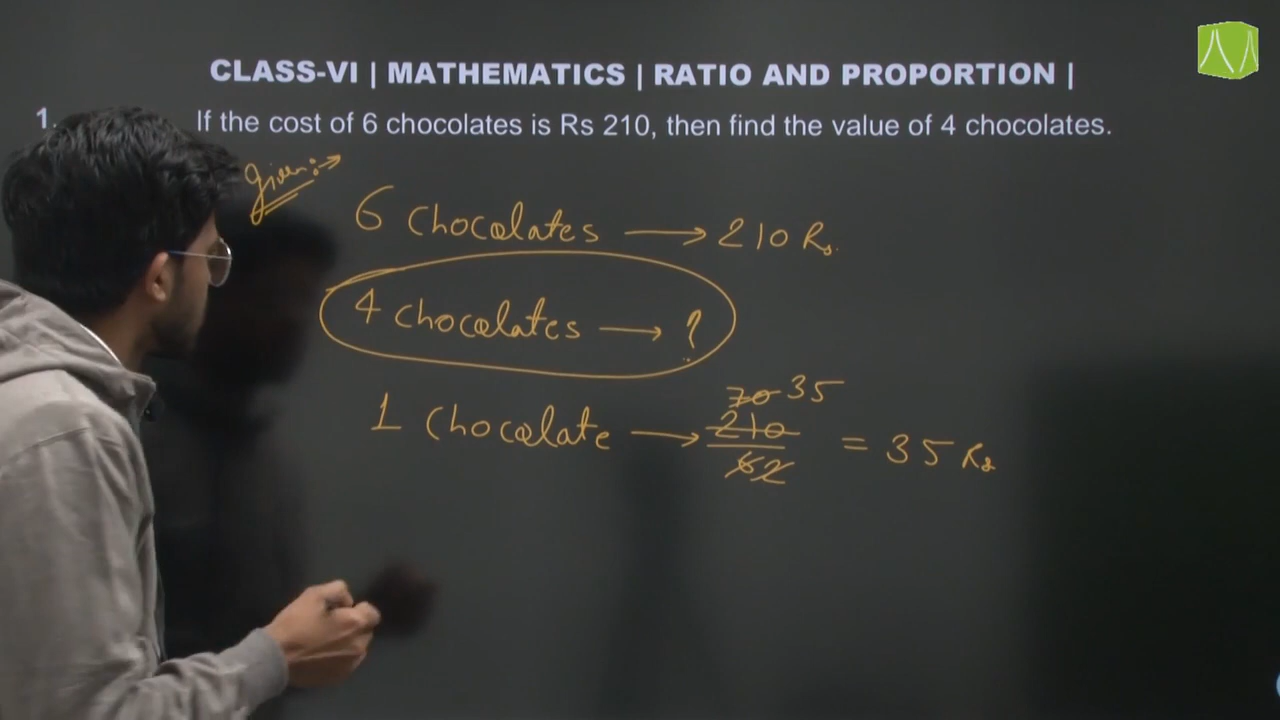 CLASS-VI | MATHEMATICS | RATIO AND PROPORTION |
1. If the cost of 6 chocolates is Rs 210, then find the value of 4 chocolates.
Given:→
6 Chocolates → 210 Rs.
4 chocolates → ?
70 35
1 Chocolate → 210 = 35 Rs
6 2